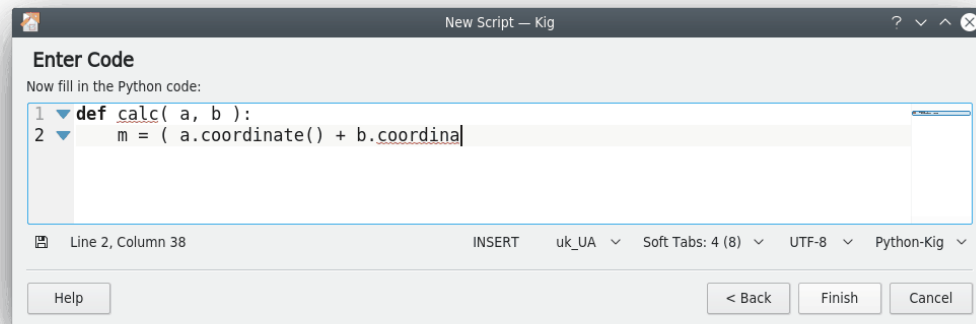 New Script — Kig
?
Enter Code
Now fill in the Python code:
1 def calc( a, b ):
2     m = ( a.coordinate() + b.coordina
Line 2, Column 38 INSERT uk_UA Soft Tabs: 4 (8) UTF-8 Python-Kig
Help < Back Finish Cancel